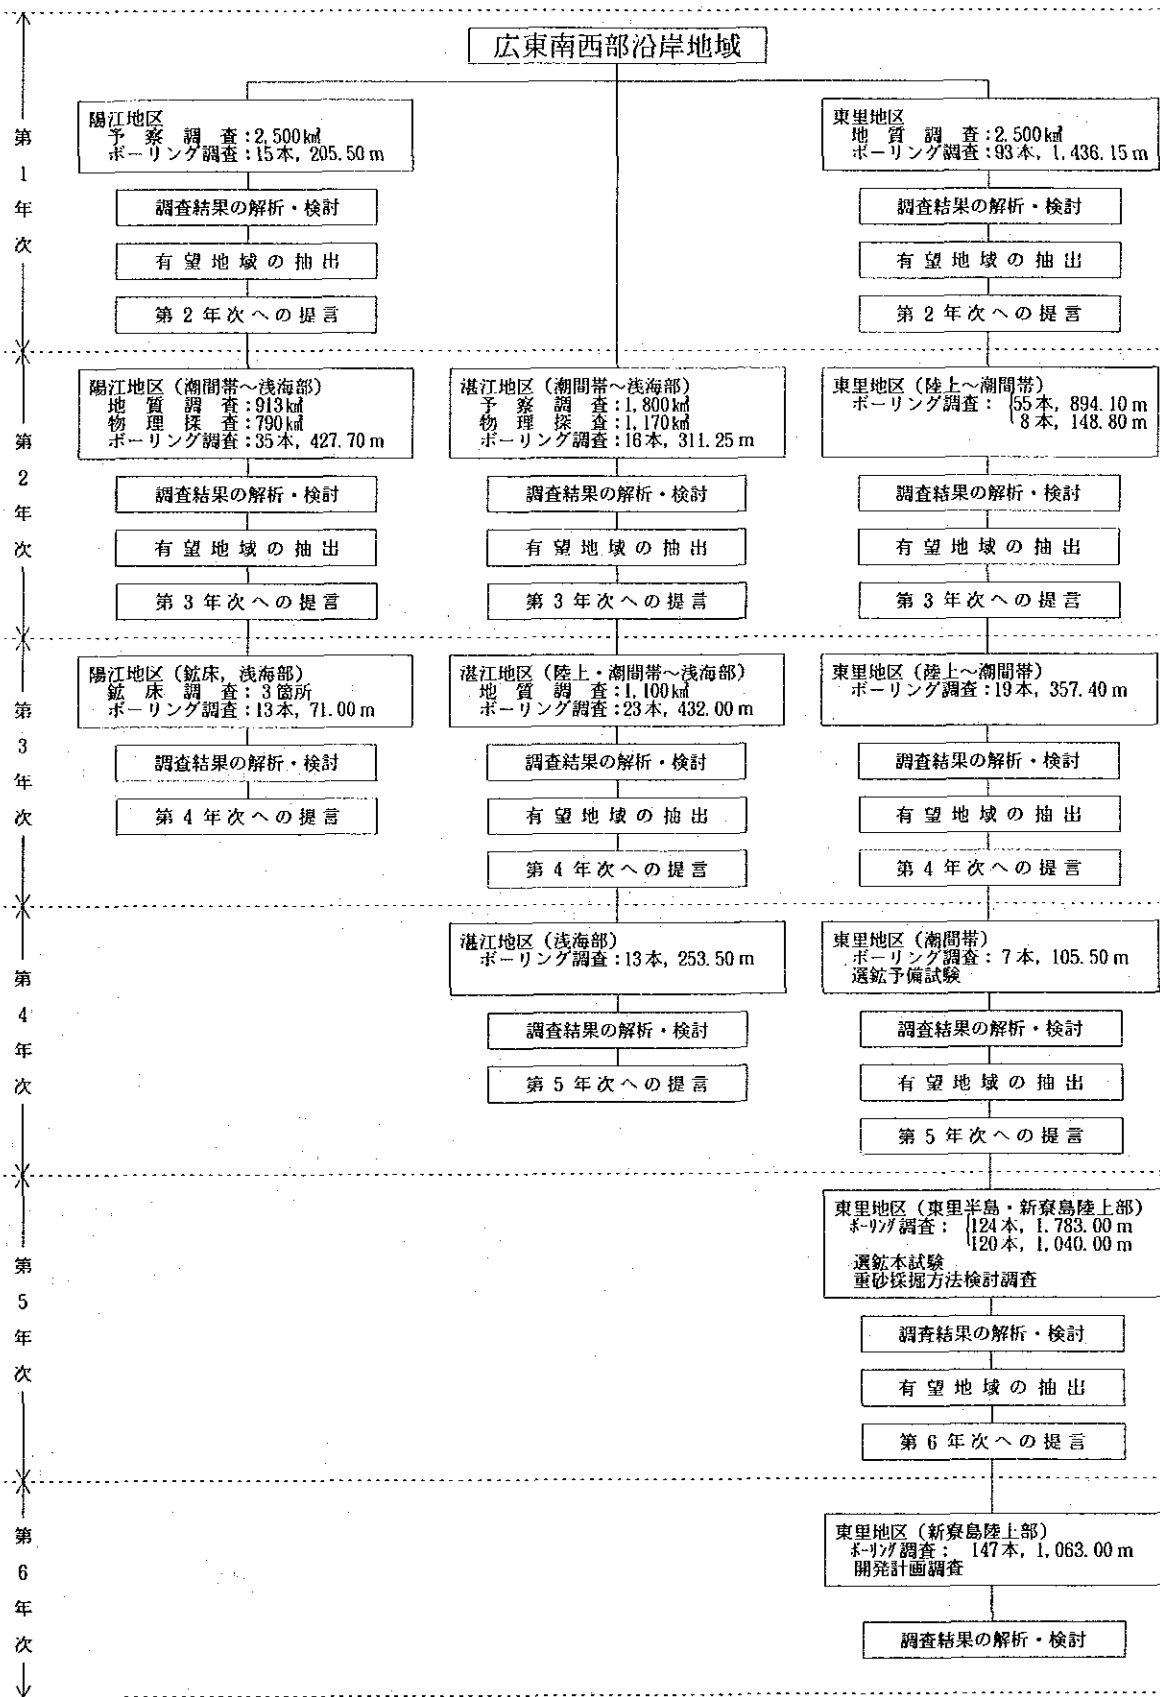 広東南西部沿岸地域
第1年次
陽江地区
予察調査：2,500㎢
ボーリング調査：15本，205.50m
調査結果の解析・検討
有望地域の抽出
第2年次への提言
東里地区
地質調査：2,500㎢
ボーリング調査：93本，1,436.15m
調査結果の解析・検討
有望地域の抽出
第2年次への提言
第2年次
陽江地区（潮間帯～浅海部）
地質調査：913㎢
物理探査：790㎢
ボーリング調査：35本，427.70m
調査結果の解析・検討
有望地域の抽出
第3年次への提言
湛江地区（潮間帯～浅海部）
予察調査：1,800㎢
物理探査：1,170㎢
ボーリング調査：16本，311.25m
調査結果の解析・検討
有望地域の抽出
第3年次への提言
東里地区（陸上～潮間帯）
ボーリング調査：55本，894.10m
8本，148.80m
調査結果の解析・検討
有望地域の抽出
第3年次への提言
第3年次
陽江地区（鉱床，浅海部）
鉱床調査：3箇所
ボーリング調査：13本，71.00m
調査結果の解析・検討
第4年次への提言
湛江地区（陸上・潮間帯～浅海部）
地質調査：1,100㎢
ボーリング調査：23本，432.00m
調査結果の解析・検討
有望地域の抽出
第4年次への提言
東里地区（陸上～潮間帯）
ボーリング調査：19本，357.40m
調査結果の解析・検討
有望地域の抽出
第4年次への提言
第4年次
湛江地区（浅海部）
ボーリング調査：13本，253.50m
調査結果の解析・検討
第5年次への提言
東里地区（潮間帯）
ボーリング調査：7本，105.50m
選鉱予備試験
調査結果の解析・検討
有望地域の抽出
第5年次への提言
第5年次
東里地区（東里半島・新寮島陸上部）
ボーリング調査：124本，1,783.00m
120本，1,040.00m
選鉱本試験
重砂採掘方法検討調査
調査結果の解析・検討
有望地域の抽出
第6年次への提言
第6年次
東里地区（新寮島陸上部）
ボーリング調査：147本，1,063.00m
開発計画調査
調査結果の解析・検討